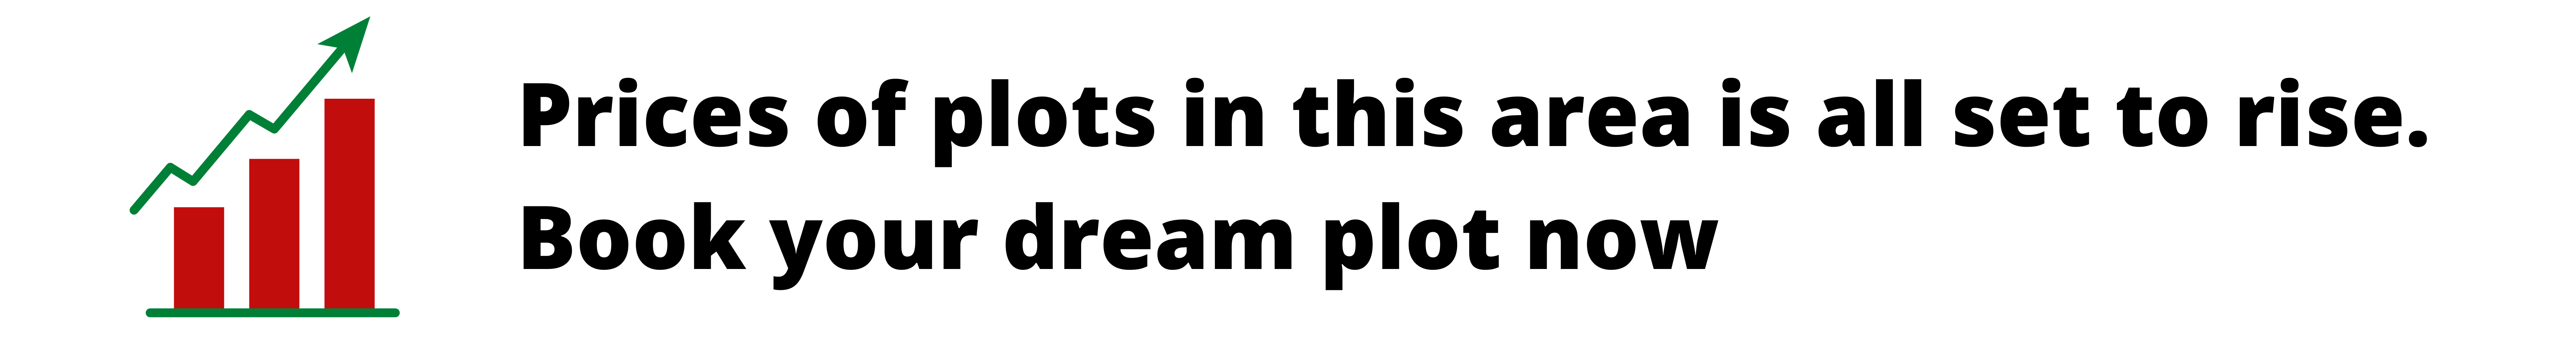 Prices of plots in this area is all set to rise.
Book your dream plot now